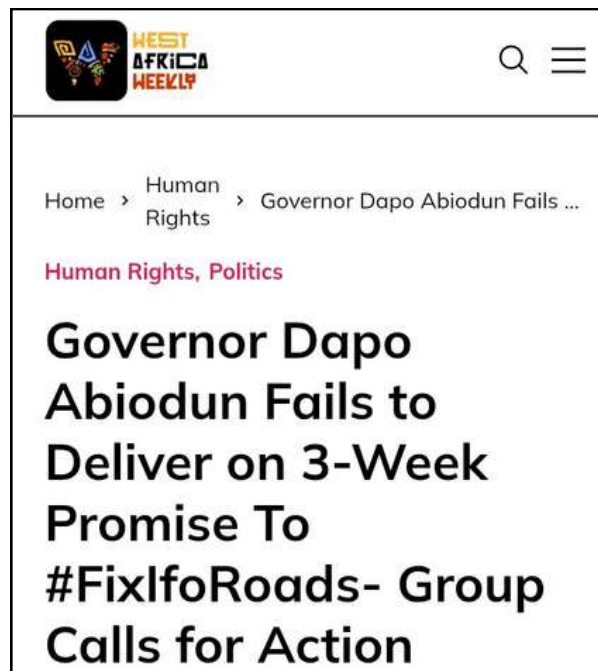 WEST
AFRICA
WEEKLY
Home > Human
Rights > Governor Dapo Abiodun Fails ...
Human Rights, Politics
Governor Dapo
Abiodun Fails to
Deliver on 3-Week
Promise To
#FixIfoRoads- Group
Calls for Action